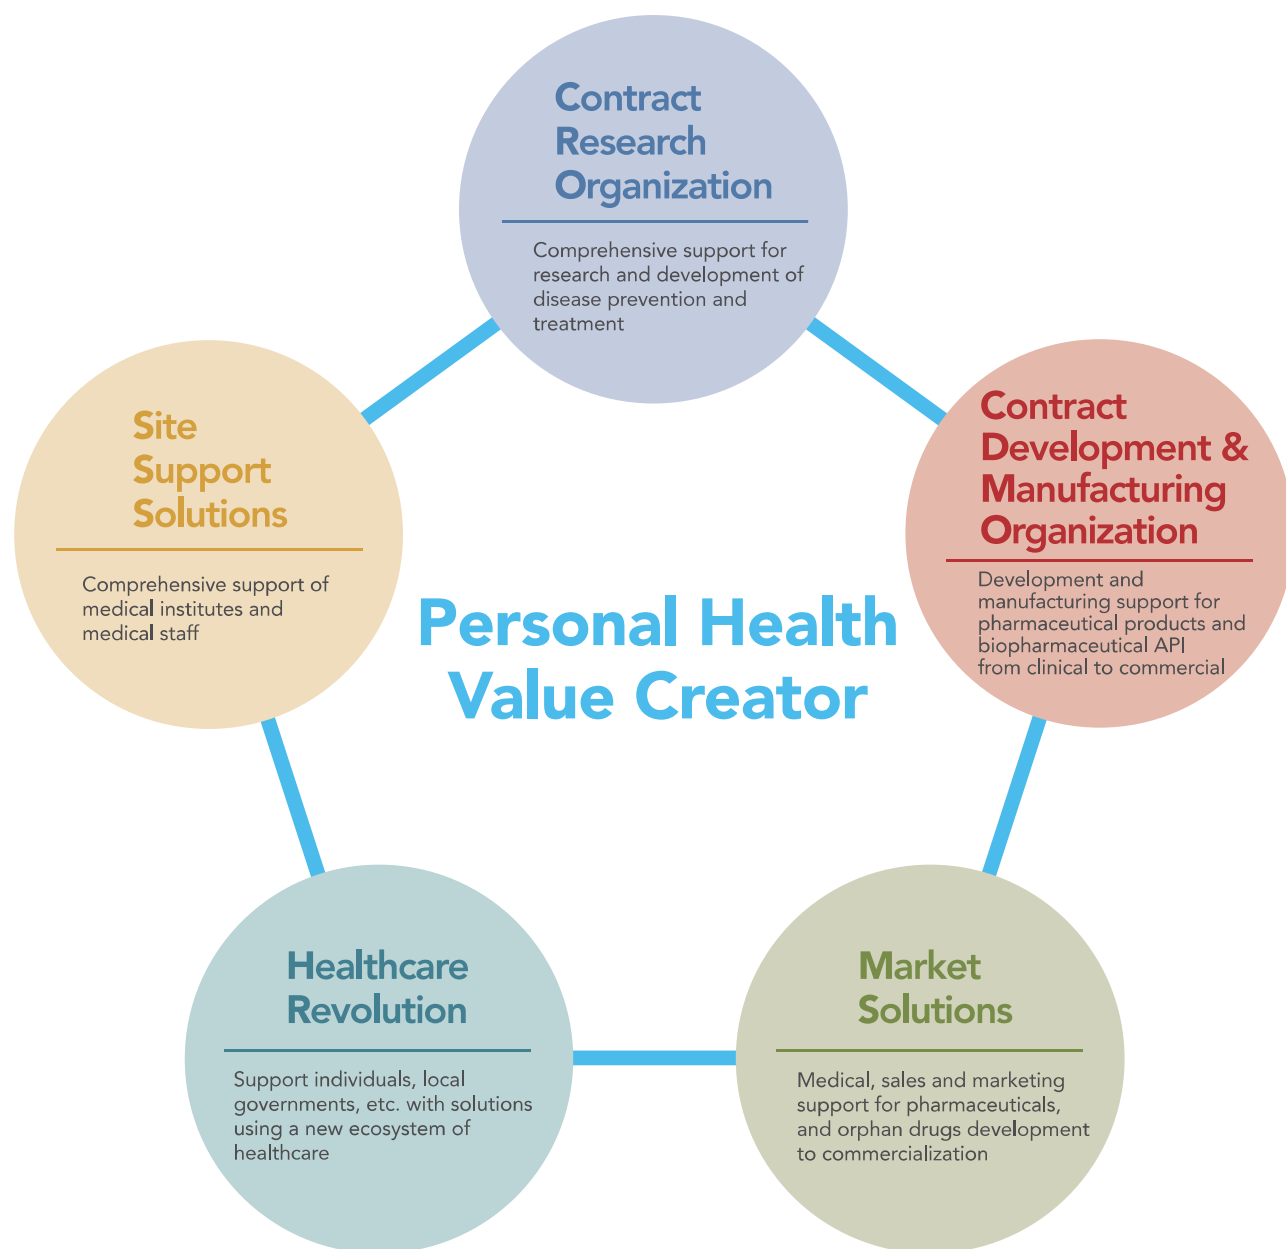 Contract
Research
Organization
Comprehensive support for
research and development of
disease prevention and
treatment
Site
Support
Solutions
Comprehensive support of
medical institutes and
medical staff
Contract
Development &
Manufacturing
Organization
Development and
manufacturing support for
pharmaceutical products and
biopharmaceutical API
from clinical to commercial
Personal Health
Value Creator
Healthcare
Revolution
Support individuals, local
governments, etc. with solutions
using a new ecosystem of
healthcare
Market
Solutions
Medical, sales and marketing
support for pharmaceuticals,
and orphan drugs development
to commercialization